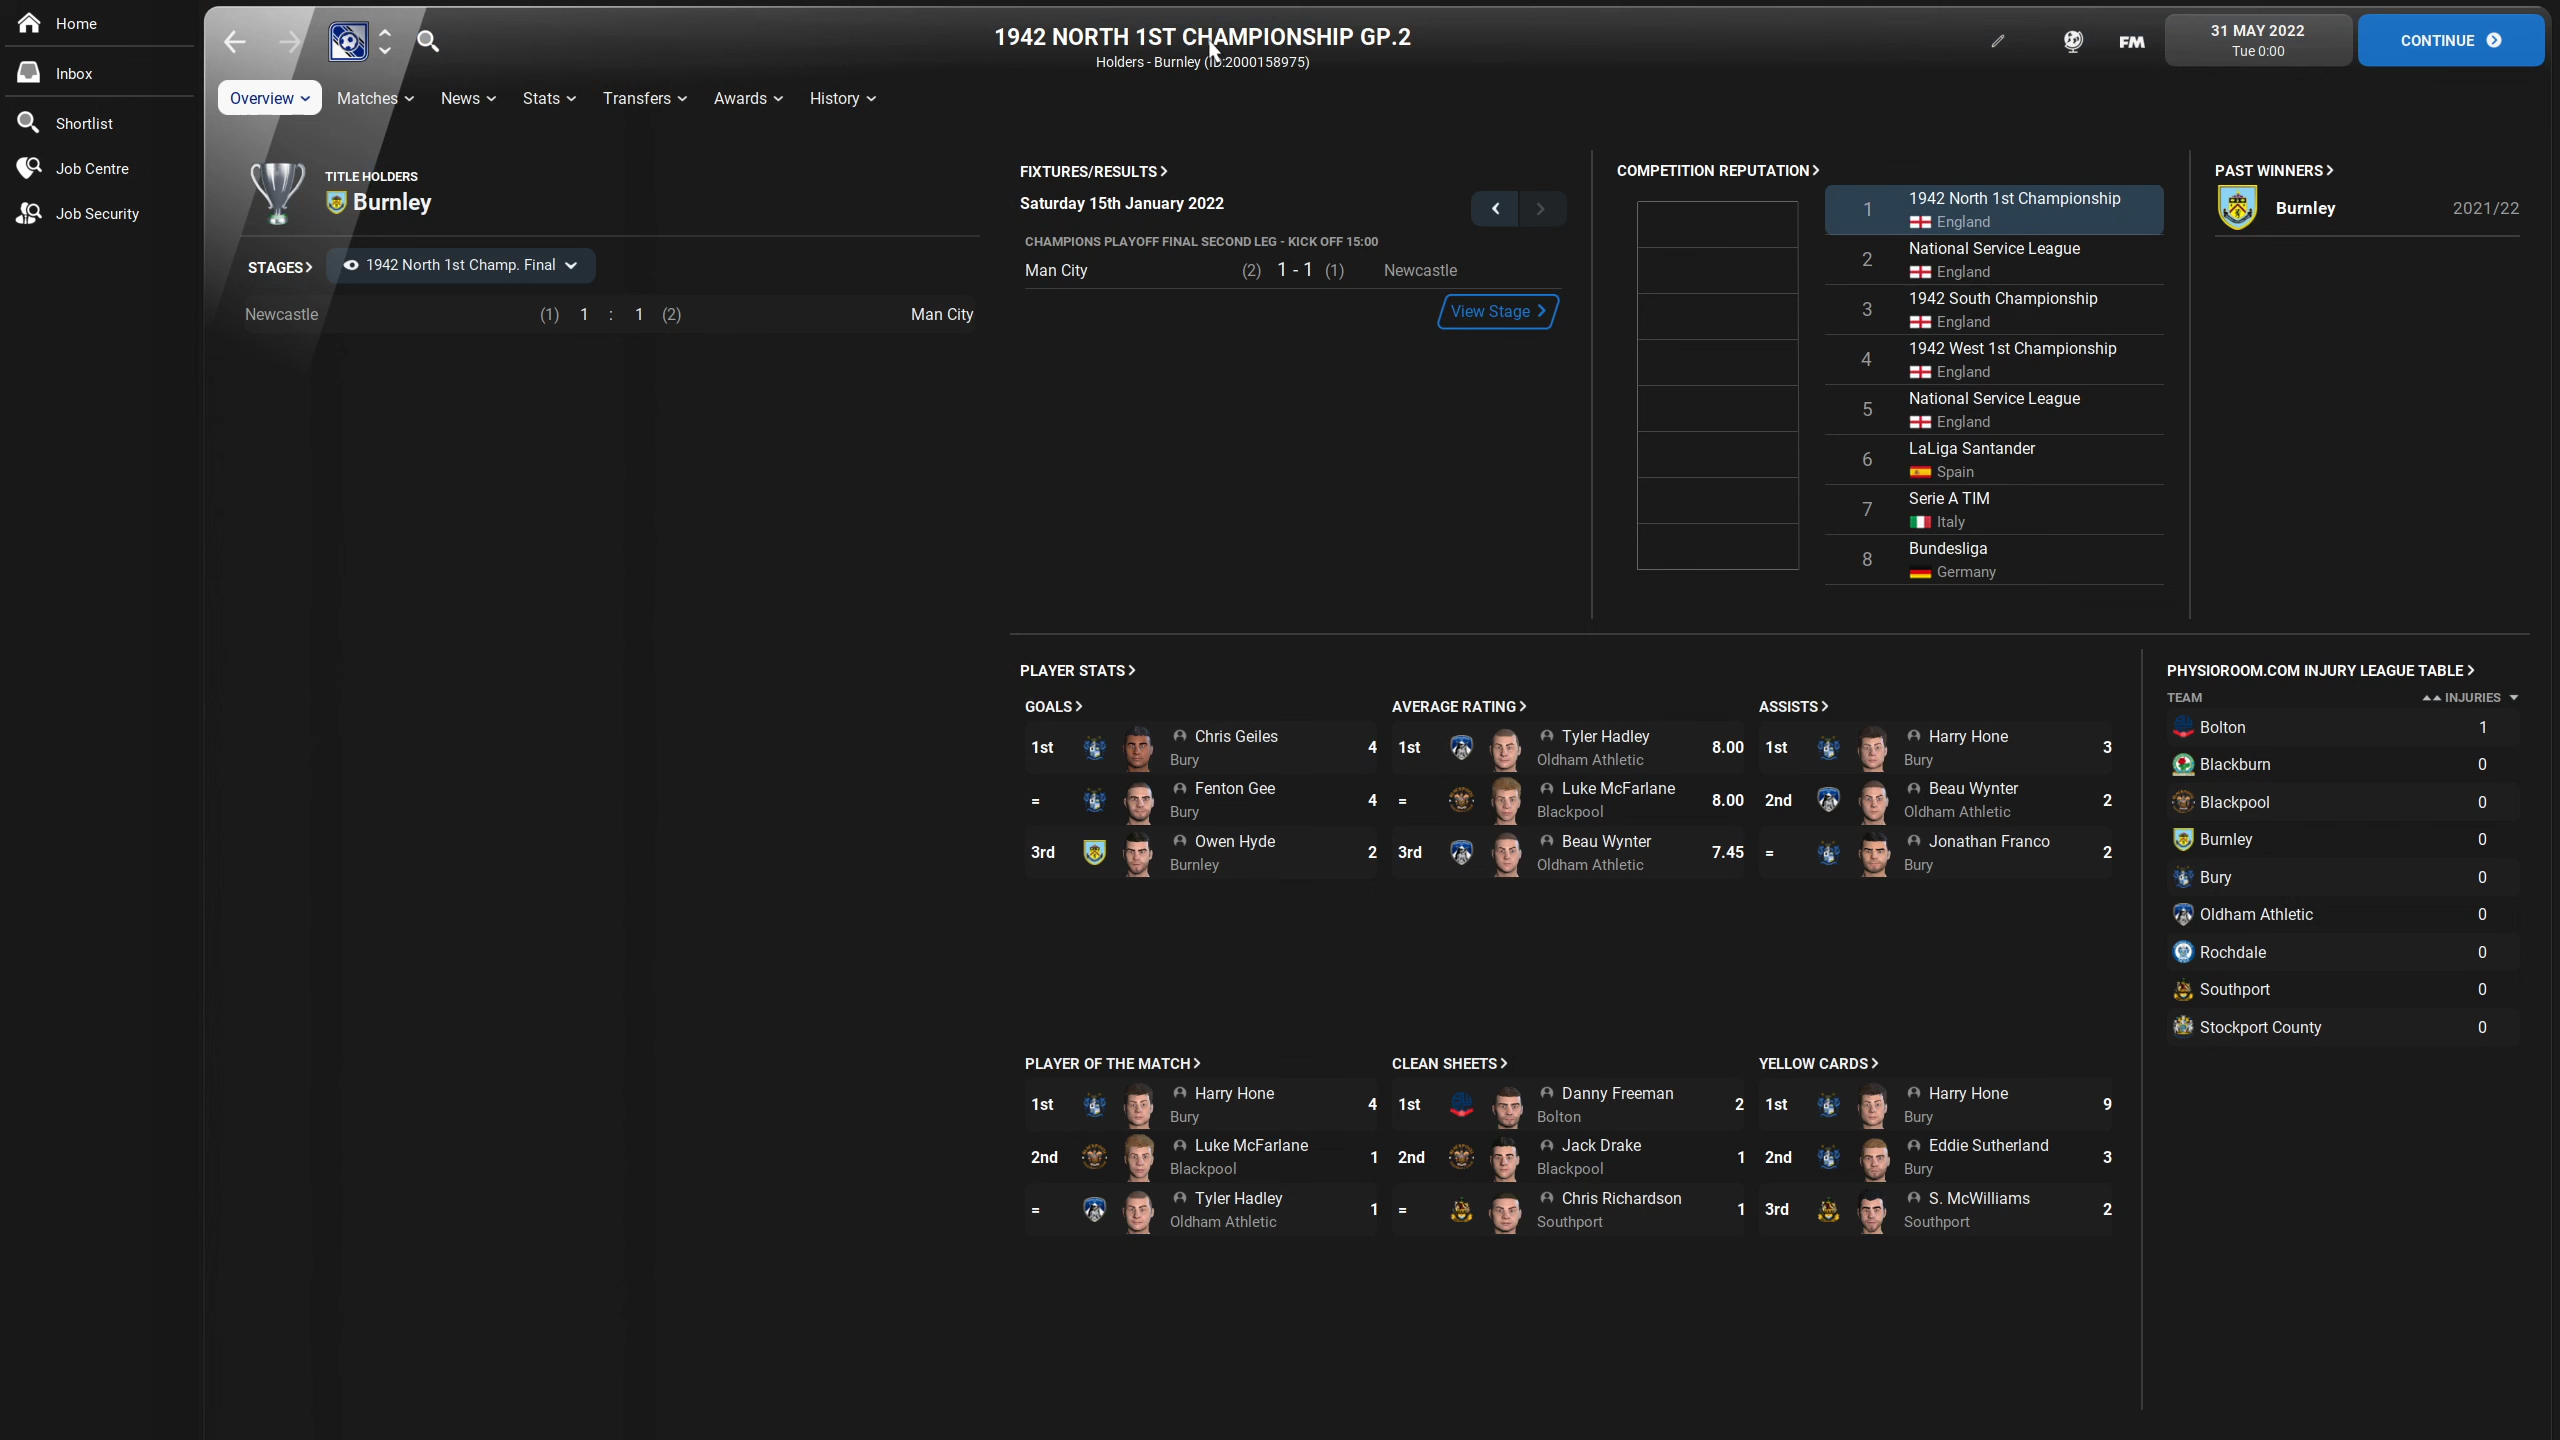 Home
Inbox
Shortlist
Job Centre
Job Security
1942 NORTH 1ST CHAMPIONSHIP GP.2
Holders - Burnley (ID:2000158975)
FM
31 MAY 2022
Tue 0:00
CONTINUE
Overview
Matches
News
Stats
Transfers
Awards
History
TITLE HOLDERS
Burnley
STAGES
1942 North 1st Champ. Final
Newcastle (1) 1 : 1 (2) Man City
FIXTURES/RESULTS
Saturday 15th January 2022
CHAMPIONS PLAYOFF FINAL SECOND LEG - KICK OFF 15:00
Man City (2) 1 - 1 (1) Newcastle
View Stage
COMPETITION REPUTATION
1 1942 North 1st Championship
England
2 National Service League
England
3 1942 South Championship
England
4 1942 West 1st Championship
England
5 National Service League
England
6 LaLiga Santander
Spain
7 Serie A TIM
Italy
8 Bundesliga
Germany
PAST WINNERS
Burnley 2021/22
PLAYER STATS
GOALS
1st Chris Geiles 4
Bury
= Fenton Gee 4
Bury
3rd Owen Hyde 2
Burnley
AVERAGE RATING
1st Tyler Hadley 8.00
Oldham Athletic
= Luke McFarlane 8.00
Blackpool
3rd Beau Wynter 7.45
Oldham Athletic
ASSISTS
1st Harry Hone 3
Bury
2nd Beau Wynter 2
Oldham Athletic
= Jonathan Franco 2
Bury
PLAYER OF THE MATCH
1st Harry Hone 4
Bury
2nd Luke McFarlane 1
Blackpool
= Tyler Hadley 1
Oldham Athletic
CLEAN SHEETS
1st Danny Freeman 2
Bolton
2nd Jack Drake 1
Blackpool
= Chris Richardson 1
Southport
YELLOW CARDS
1st Harry Hone 9
Bury
2nd Eddie Sutherland 3
Bury
3rd S. McWilliams 2
Southport
PHYSIOROOM.COM INJURY LEAGUE TABLE
TEAM INJURIES
Bolton 1
Blackburn 0
Blackpool 0
Burnley 0
Bury 0
Oldham Athletic 0
Rochdale 0
Southport 0
Stockport County 0